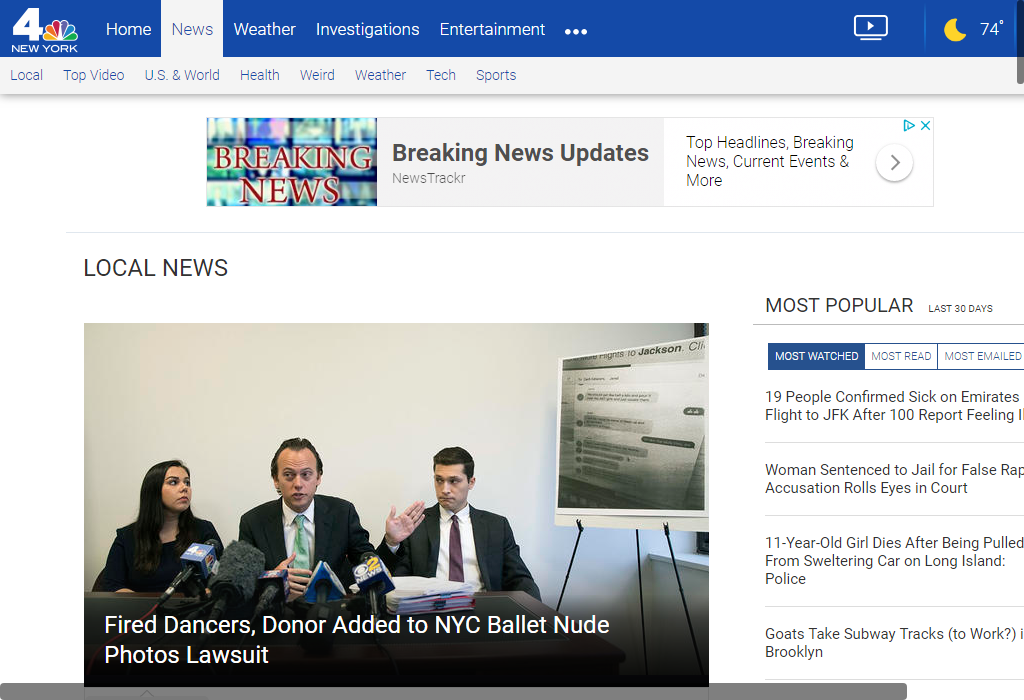 4
NEW YORK
Home
News
Weather
Investigations
Entertainment
74°
Local
Top Video
U.S. & World
Health
Weird
Weather
Tech
Sports
BREAKING
NEWS
Breaking News Updates
NewsTrackr
Top Headlines, Breaking
News, Current Events &
More
LOCAL NEWS
MOST POPULAR
LAST 30 DAYS
MOST WATCHED
MOST READ
MOST EMAILED
19 People Confirmed Sick on Emirates
Flight to JFK After 100 Report Feeling
Woman Sentenced to Jail for False
Accusation Rolls Eyes in Court
11-Year-Old Girl Dies After Being Pulled
From Sweltering Car on Long Island:
Police
Goats Take Subway Tracks (to Work?)
Brooklyn
Flights To Jackson.
Fired Dancers, Donor Added to NYC Ballet Nude
Photos Lawsuit